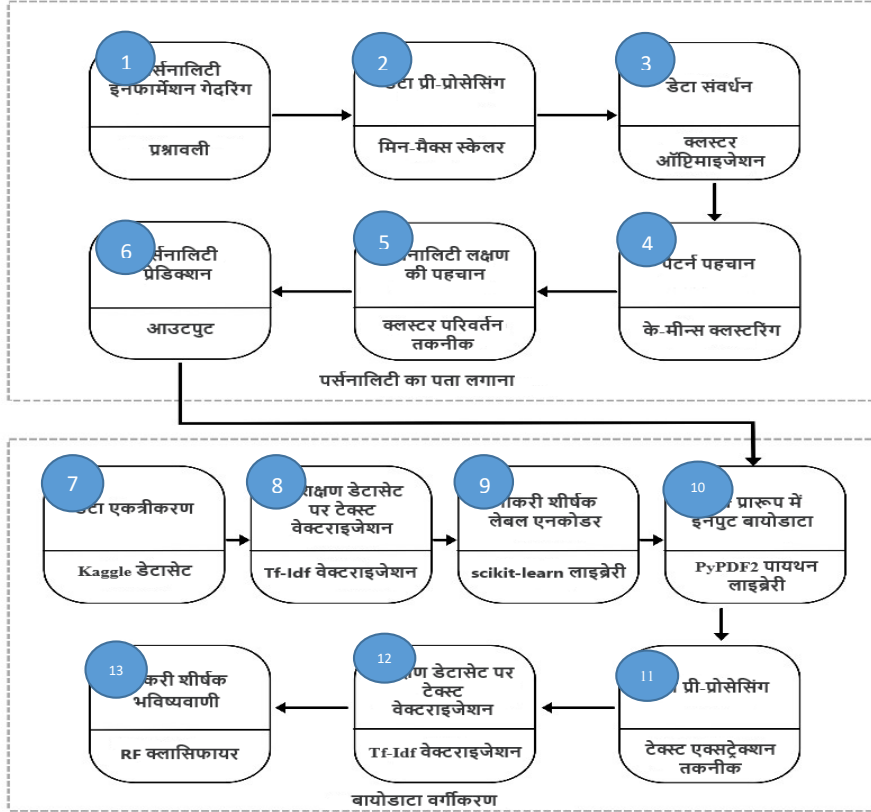 1
पर्सनालिटी
इनफार्मेशन गेदरिंग
प्रश्नावली
2
डेटा प्री-प्रोसेसिंग
मिन-मैक्स स्केलर
3
डेटा संवर्धन
क्लस्टर
ऑप्टिमाइजेशन
4
पैटर्न पहचान
के-मीन्स क्लस्टरिंग
5
पर्सनालिटी लक्षण
की पहचान
क्लस्टर परिवर्तन
तकनीक
6
पर्सनालिटी
प्रेडिक्शन
आउटपुट
पर्सनालिटी का पता लगाना
7
डेटा एकत्रीकरण
Kaggle डेटासेट
8
डेटासेट
पर टेक्स्ट
वेक्टराइजेशन
Tf-Idf वेक्टराइजेशन
9
नौकरी शीर्षक
लेबल एनकोडर
scikit-learn लाइब्रेरी
10
प्रारूप में
इनपुट बायोडाटा
PyPDF2 पायथन
लाइब्रेरी
11
प्री-प्रोसेसिंग
टेक्स्ट एक्सट्रेक्शन
तकनीक
12
डेटासेट पर
टेक्स्ट
वेक्टराइजेशन
Tf-Idf वेक्टराइजेशन
13
नौकरी शीर्षक
भविष्यवाणी
RF क्लासिफायर
बायोडाटा वर्गीकरण